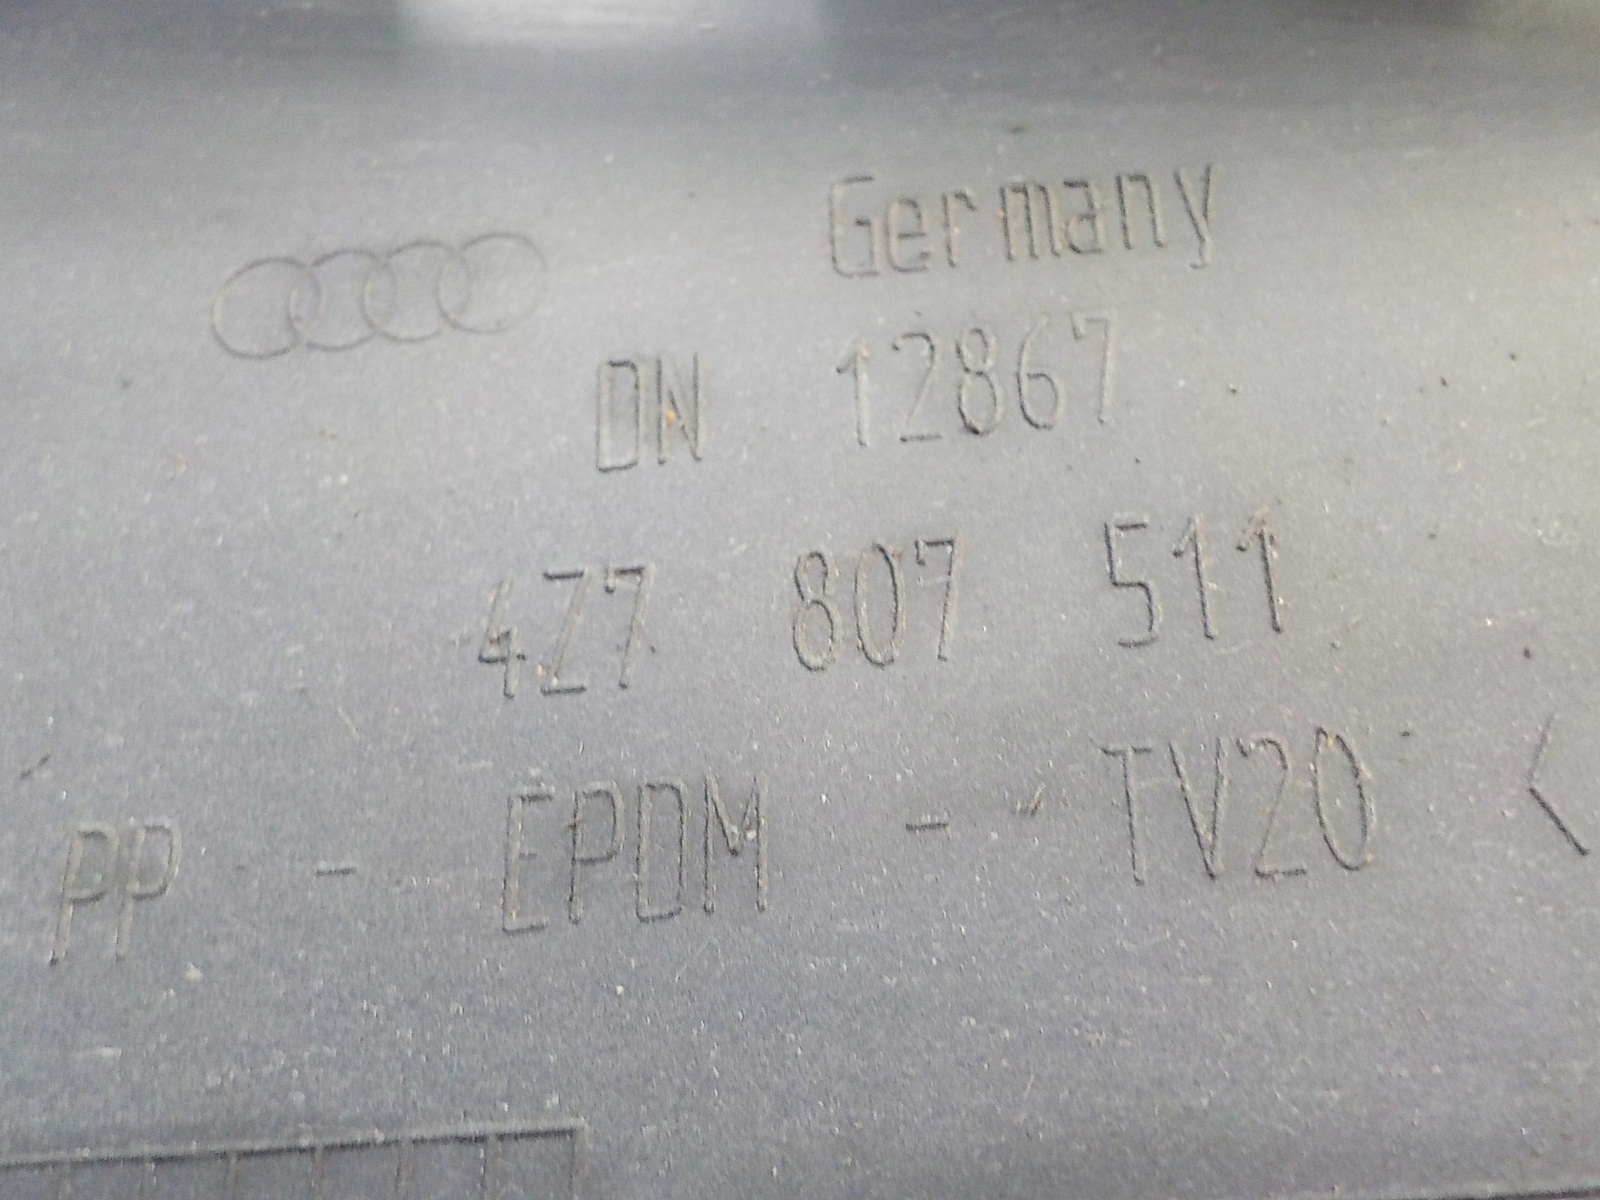 Germany
DN 12867
4Z7 807 511
PP - EPDM - TV20 <